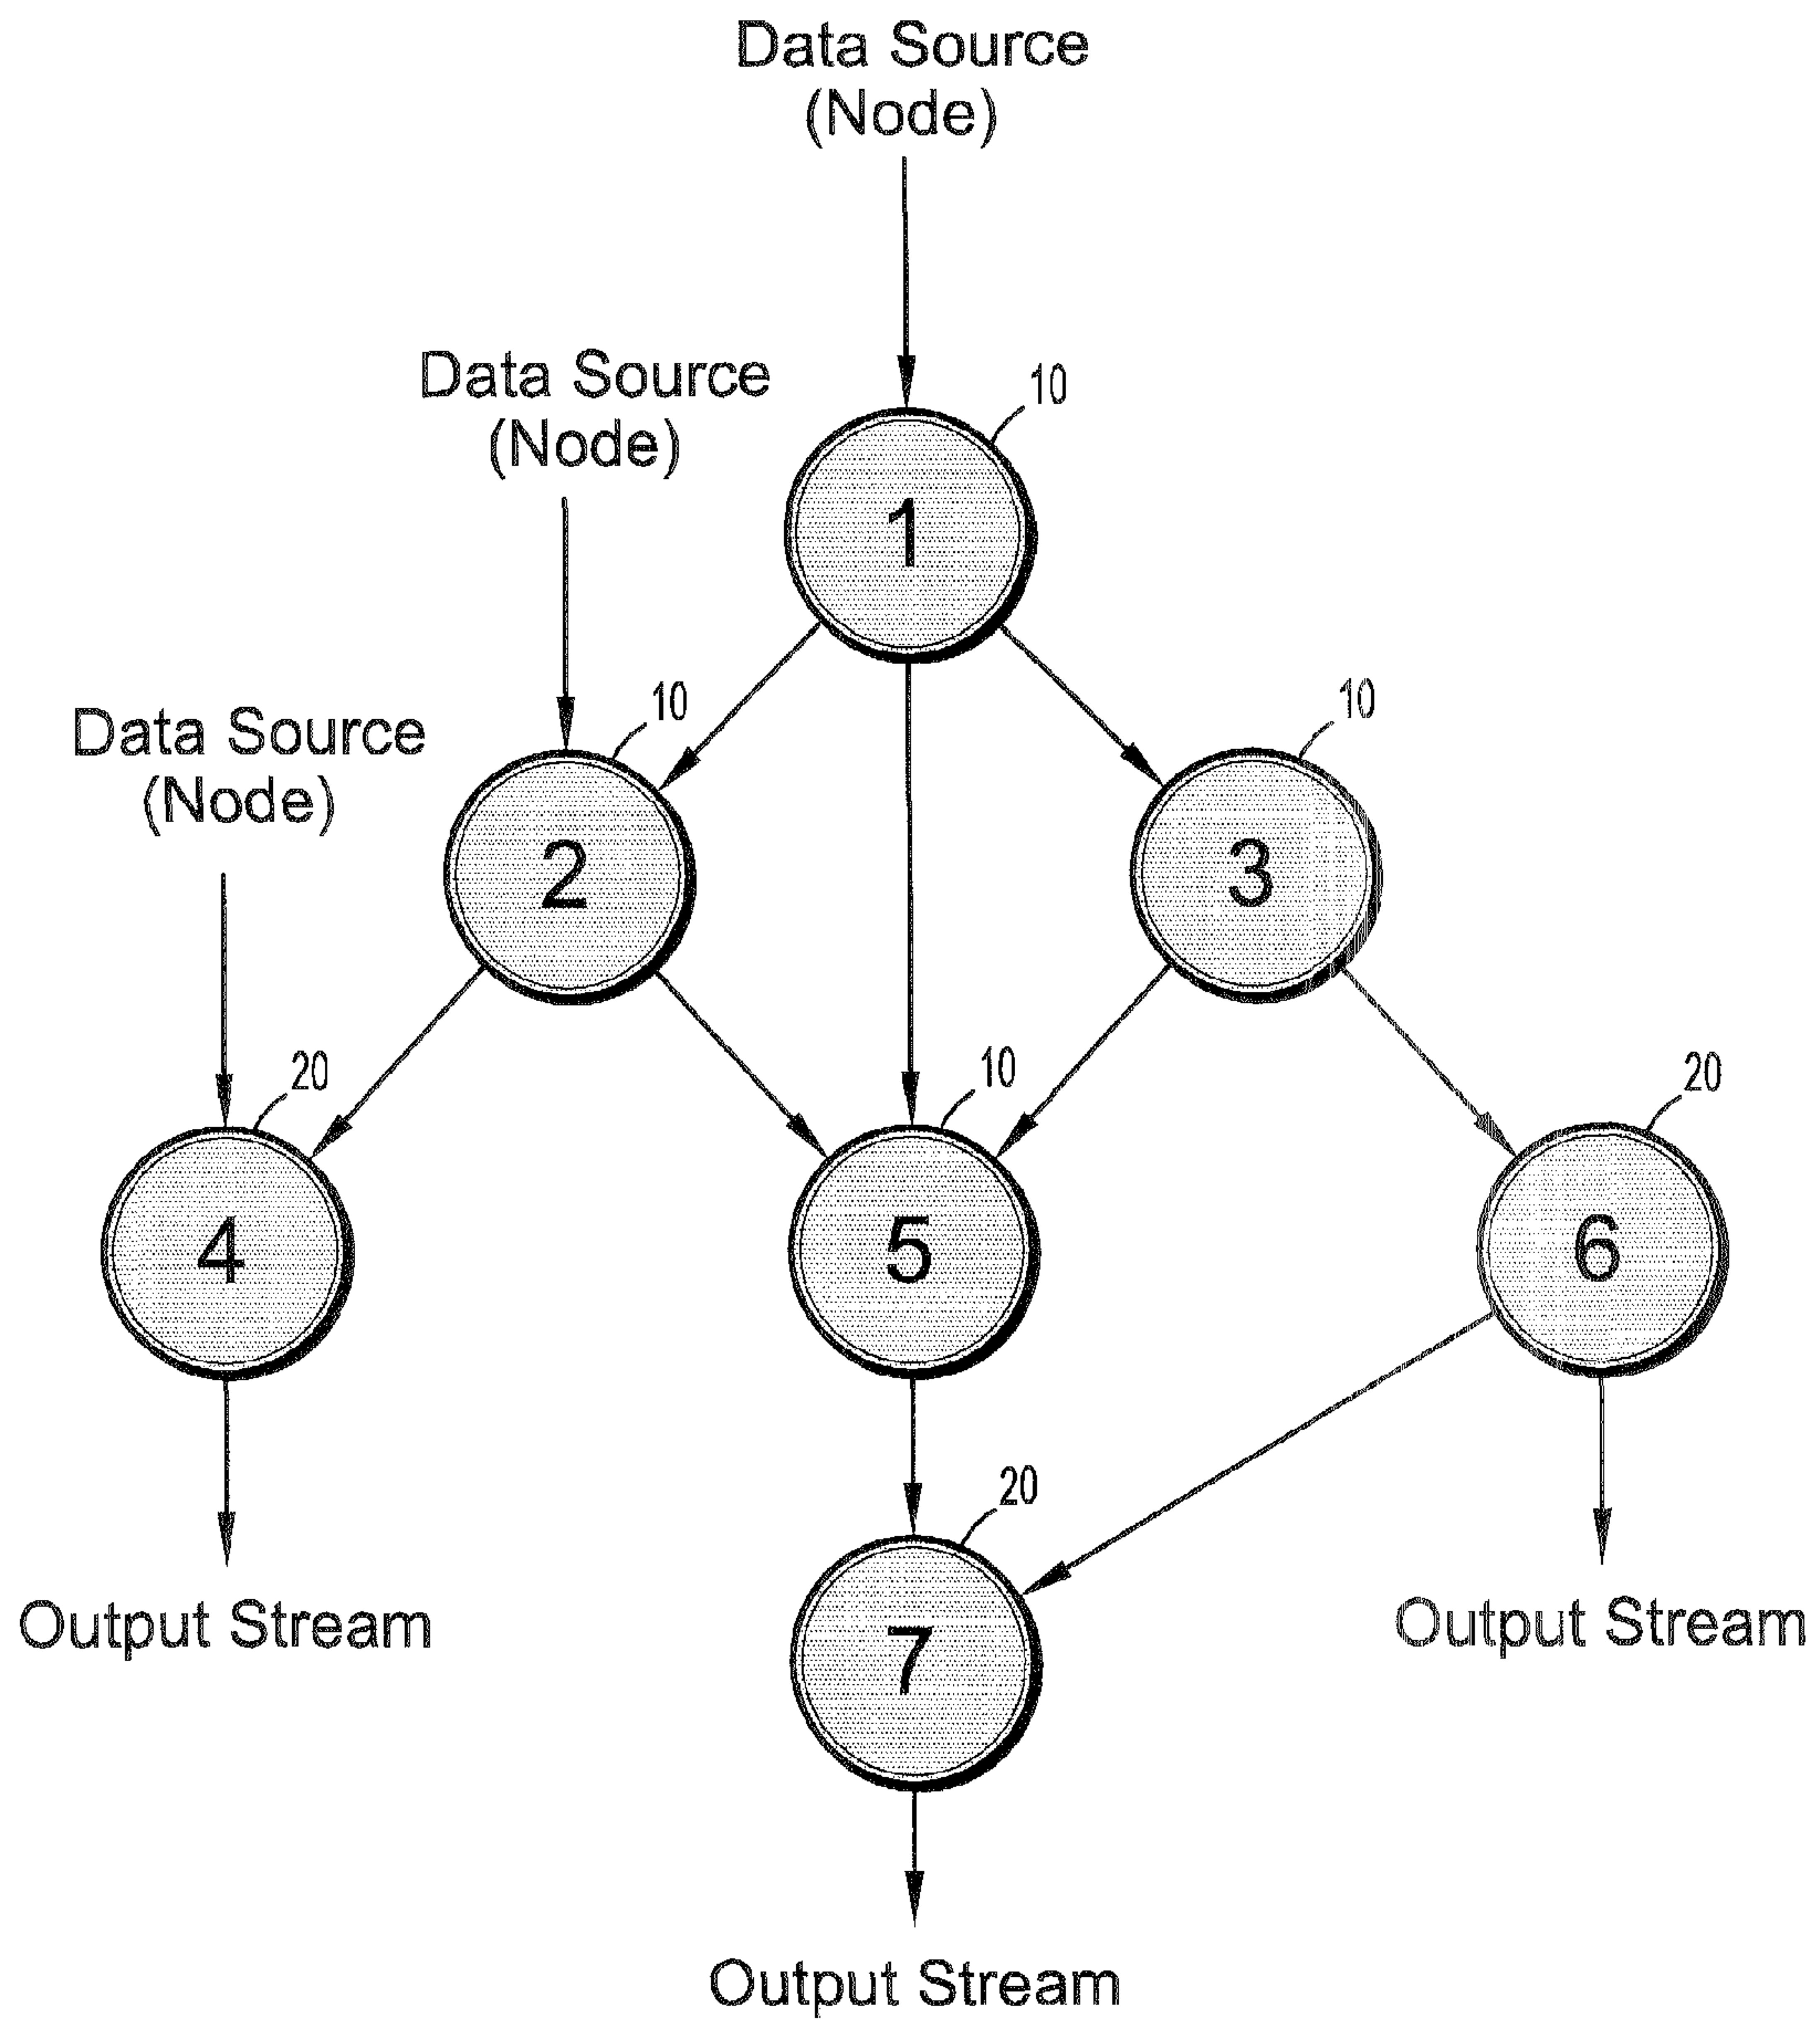 Data Source
(Node)
Data Source
(Node)
10
1
Data Source
(Node)
10
10
2
3
20
10
20
4
5
6
20
Output Stream
7
Output Stream
Output Stream